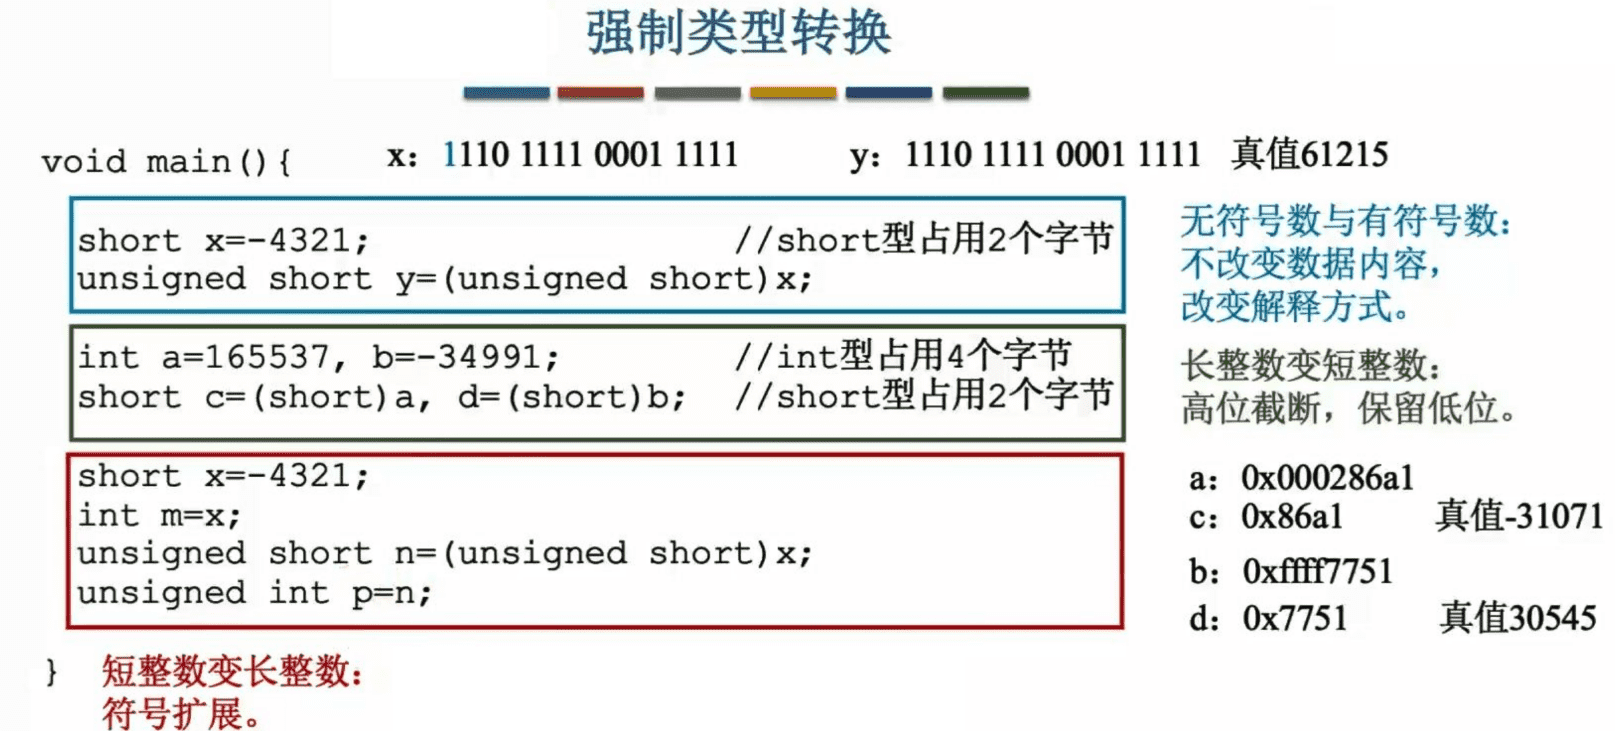 强制类型转换
void main(){ x：1110 1111 0001 1111 y：1110 1111 0001 1111 真值61215
short x=-4321; //short型占用2个字节
unsigned short y=(unsigned short)x;
无符号数与有符号数：
不改变数据内容，
改变解释方式。
int a=165537, b=-34991; //int型占用4个字节
short c=(short)a, d=(short)b; //short型占用2个字节
长整数变短整数：
高位截断，保留低位。
short x=-4321;
int m=x;
unsigned short n=(unsigned short)x;
unsigned int p=n;
a：0x000286a1
c：0x86a1 真值-31071
b：0xffff7751
d：0x7751 真值30545
} 短整数变长整数：
符号扩展。